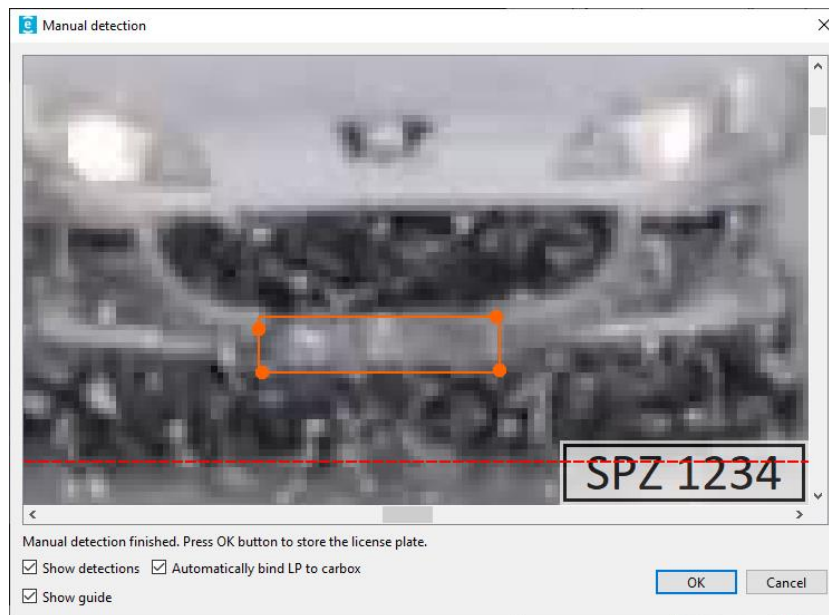 Manual detection
SPZ 1234
Manual detection finished. Press OK button to store the license plate.
Show detections
Automatically bind LP to carbox
Show guide
OK
Cancel